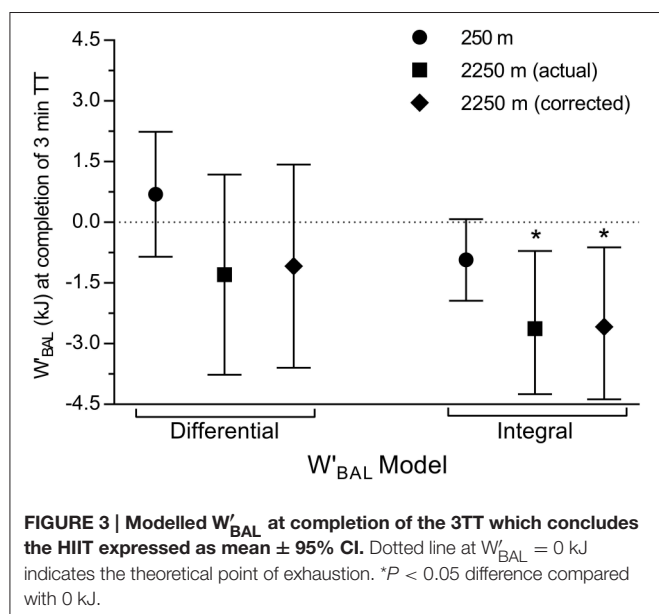 4.5
3.0
1.5
0.0
-1.5
-3.0
-4.5
W'BAL (kJ) at completion of 3 min TT
250 m
2250 m (actual)
2250 m (corrected)
* *
Differential Integral
W'BAL Model
FIGURE 3 | Modelled W′BAL at completion of the 3TT which concludes
the HIIT expressed as mean ± 95% CI. Dotted line at W′BAL = 0 kJ
indicates the theoretical point of exhaustion. *P < 0.05 difference compared
with 0 kJ.